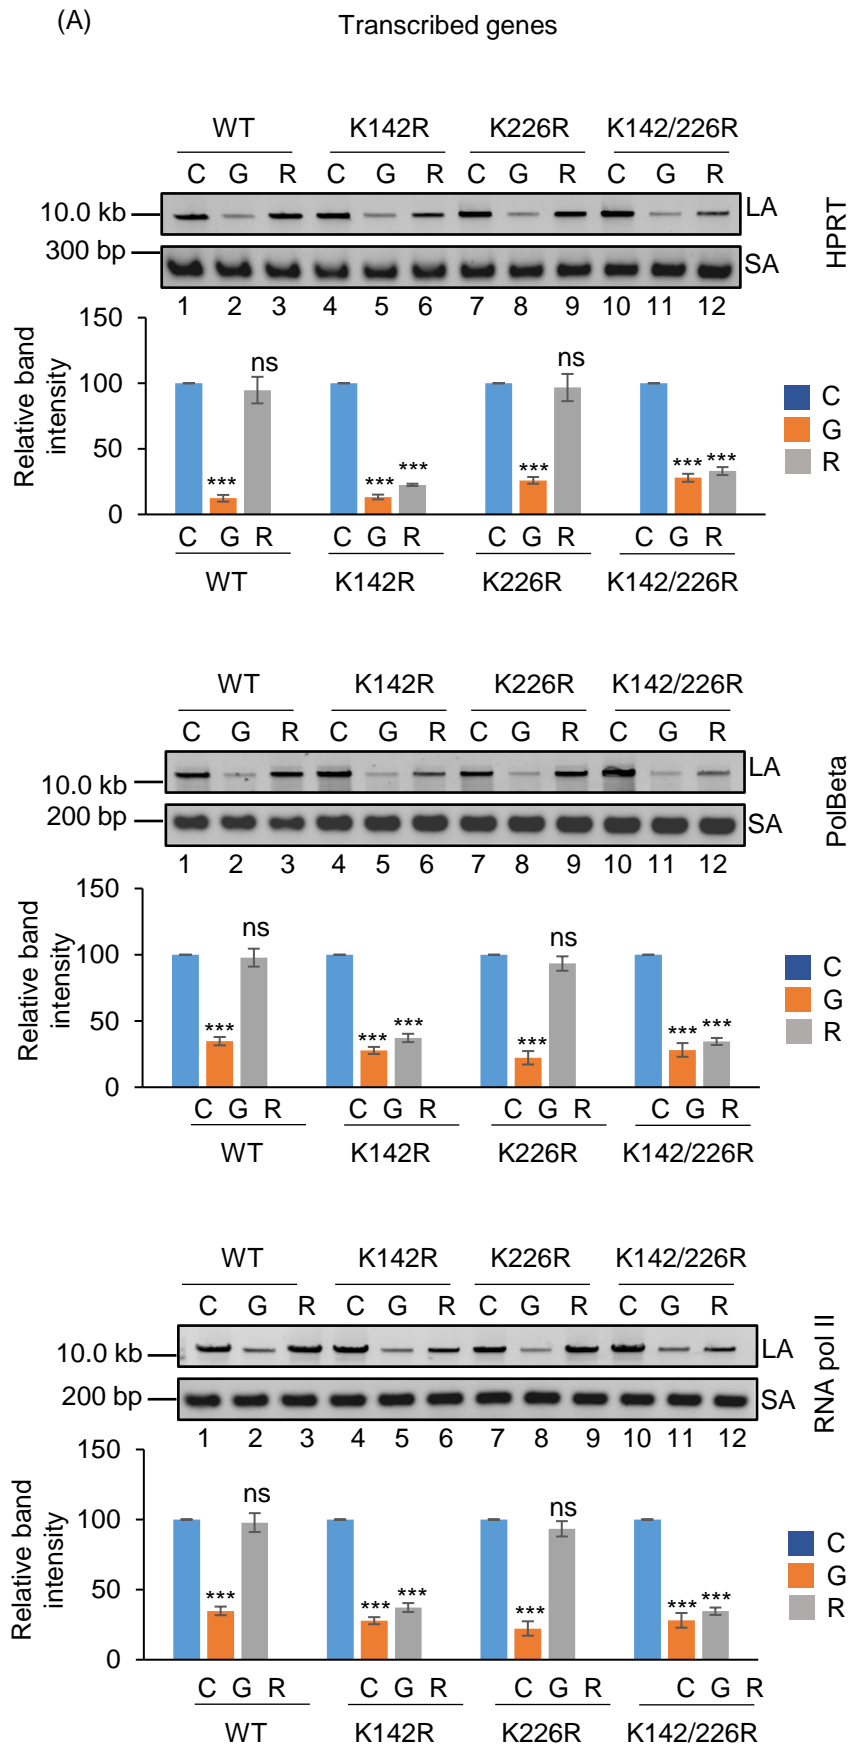 (A)
Transcribed genes
WT K142R K226R K142/226R
C G R C G R C G R C G R
10.0 kb LA
300 bp SA
HPRT
1 2 3 4 5 6 7 8 9 10 11 12
Relative band
intensity
150
100
50
0
ns ns
*** *** *** *** *** ***
C
G
R
C G R C G R C G R C G R
WT K142R K226R K142/226R
WT K142R K226R K142/226R
C G R C G R C G R C G R
10.0 kb LA
200 bp SA
PolBeta
1 2 3 4 5 6 7 8 9 10 11 12
Relative band
intensity
150
100
50
0
ns ns
*** *** *** *** *** ***
C
G
R
C G R C G R C G R C G R
WT K142R K226R K142/226R
WT K142R K226R K142/226R
C G R C G R C G R C G R
10.0 kb LA
200 bp SA
RNA pol II
1 2 3 4 5 6 7 8 9 10 11 12
Relative band
intensity
150
100
50
0
ns ns
*** *** *** *** *** ***
C
G
R
C G R C G R C G R C G R
WT K142R K226R K142/226R